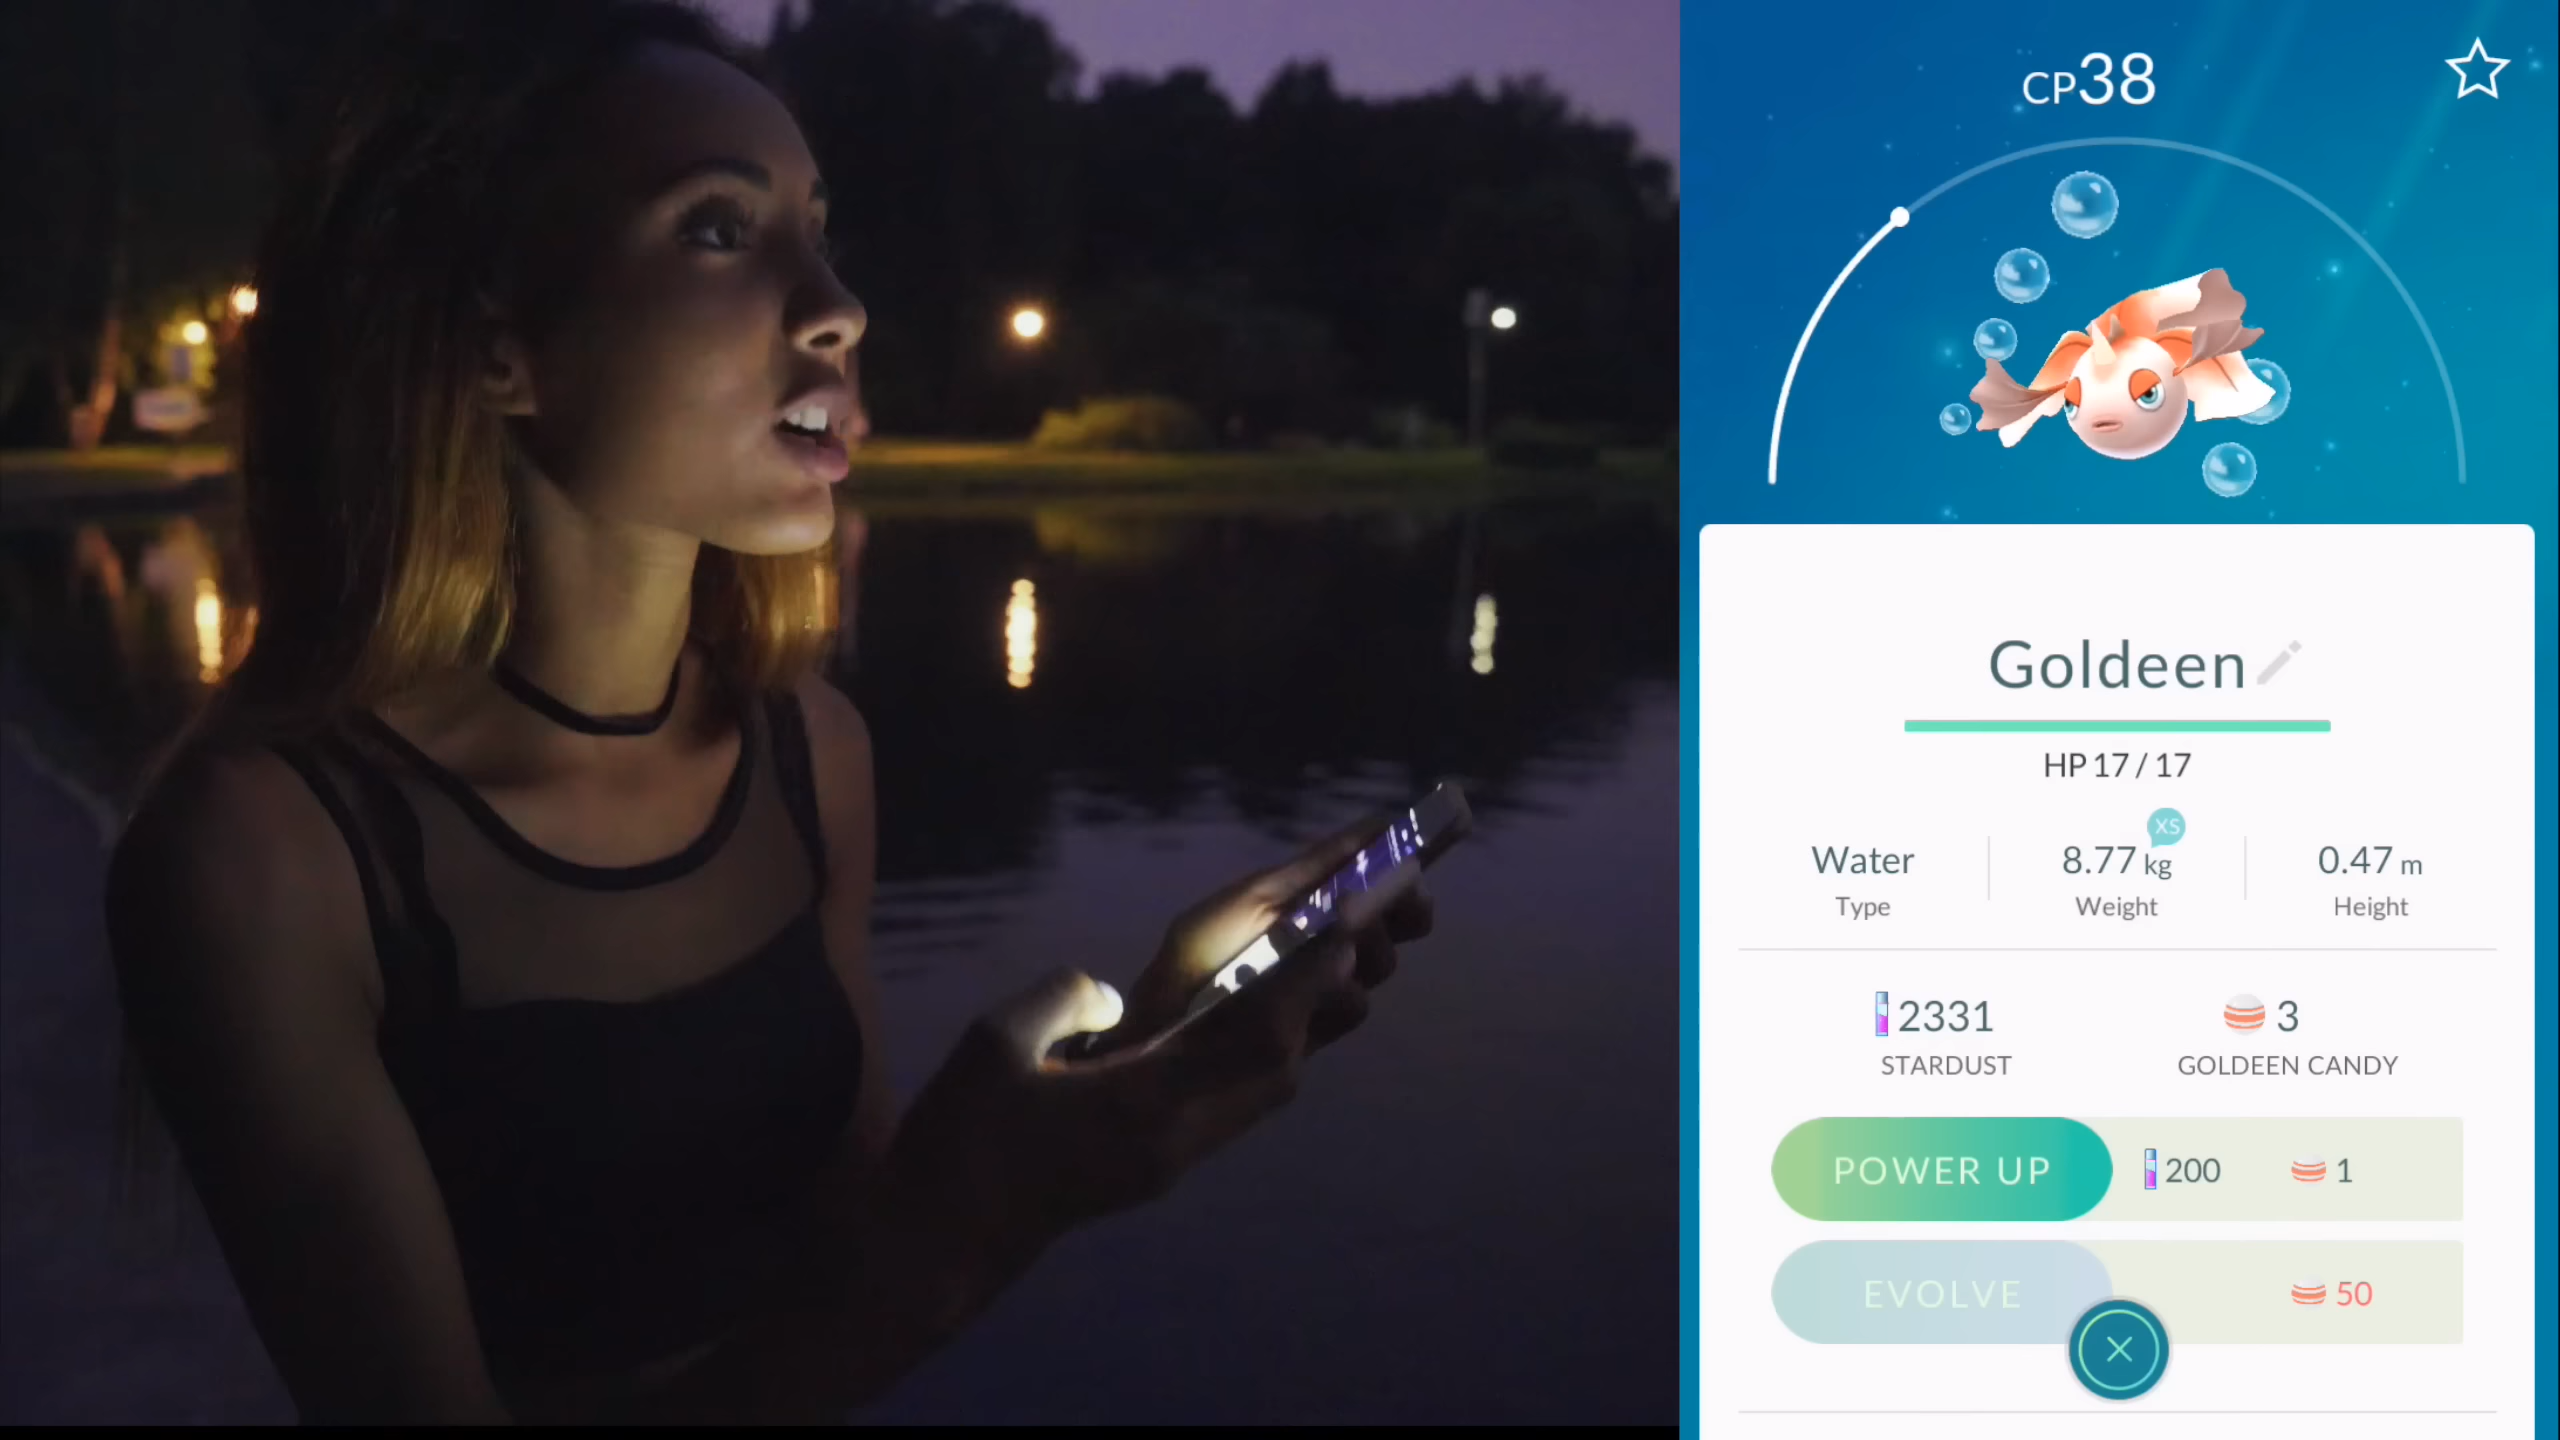 CP38
Goldeen
HP 17 / 17
XS
Water 8.77 kg 0.47 m
Type Weight Height
2331 3
STARDUST GOLDEEN CANDY
POWER UP 200 1
EVOLVE 50